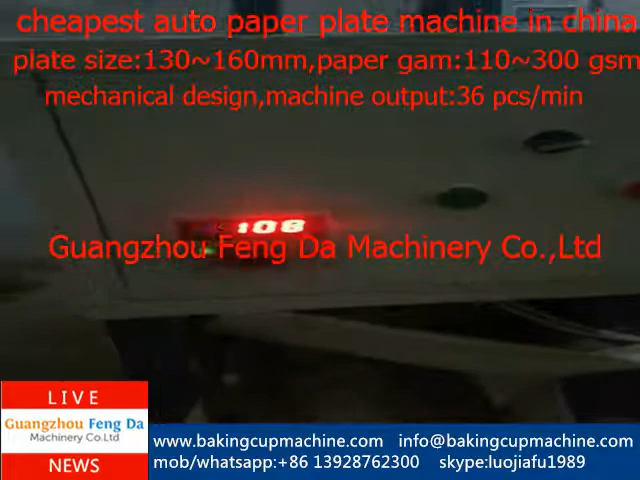 cheapest auto paper plate machine in china
plate size:130~160mm,paper gam:110~300 gsm
mechanical design,machine output:36 pcs/min
108
Guangzhou Feng Da Machinery Co.,Ltd
LIVE
Guangzhou Feng Da
Machinery Co.Ltd
NEWS
www.bakingcupmachine.com info@bakingcupmachine.com
mob/whatsapp:+86 13928762300 skype:luojiafu1989